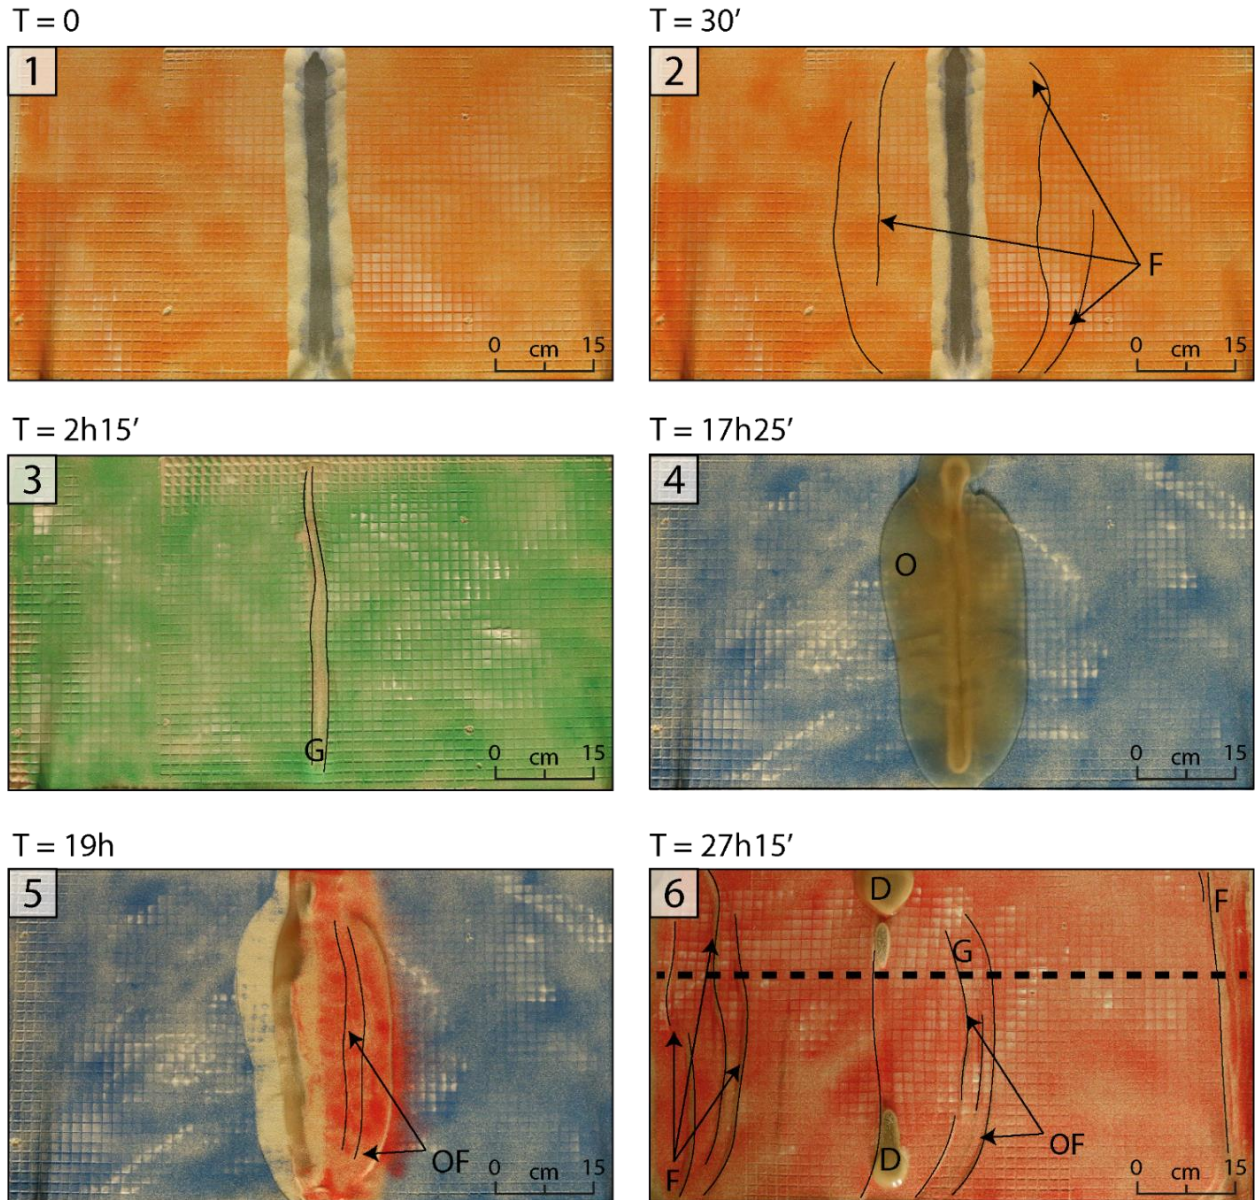 T = 0
T = 30’
1
2
F
0 cm 15
0 cm 15
T = 2h15’
T = 17h25’
3
4
O
G
0 cm 15
0 cm 15
T = 19h
T = 27h15’
5
6
D
F
G
OF
OF
D
F
0 cm 15
0 cm 15